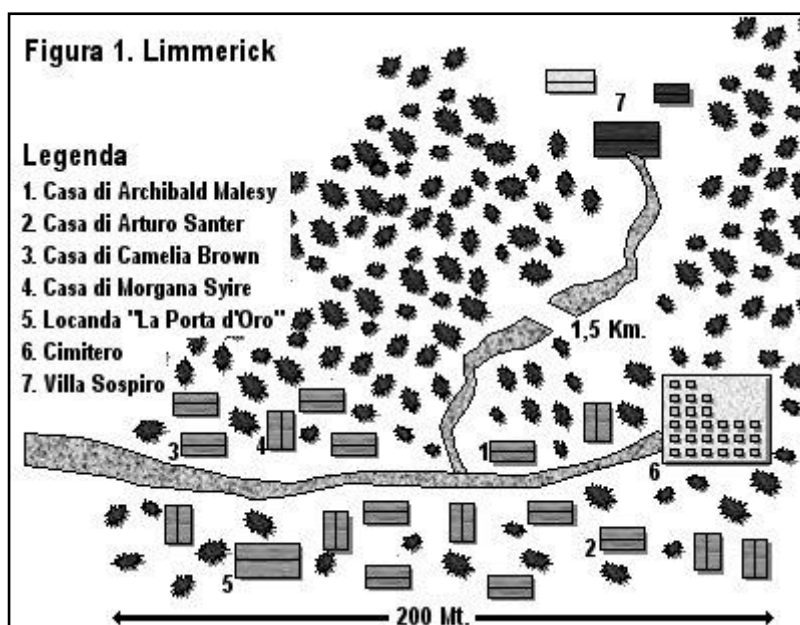 Figura 1. Limmerick
Legenda
1. Casa di Archibald Malesy
2. Casa di Arturo Santer
3. Casa di Camelia Brown
4. Casa di Morgana Syire
5. Locanda "La Porta d'Oro"
6. Cimitero
7. Villa Sospiro
7
1,5 Km.
3
4
1
6
2
5
200 Mt.